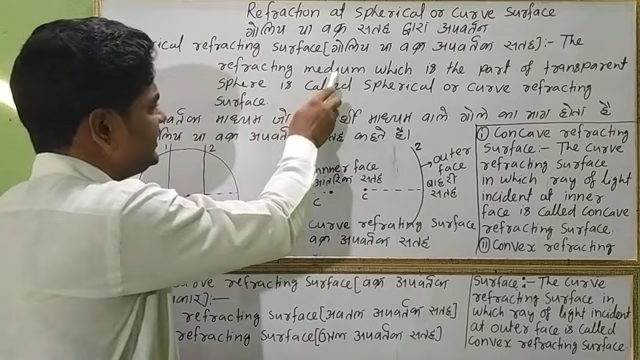 Refraction at Spherical or Curve Surface
गोलिय या वक्र सतह द्वारा अपवर्तन
rical refracting surface[गोलिय या वक्र अपवर्तक सतह]:- The
refracting medium which is the part of transparent
sphere is called Spherical or curve refracting
Surface
माध्यम वाले गोले का भाग होता है
या वक्र अपवर्तक सतह कहते हैं।
1
2
inner face
आंतरिक सतह
C
C
2
outer
face
बाहरी
सतह
curve refrating surface
वक्र अपवर्तक सतह
① Concave refracting
Surface:- The curve
refracting surface
in which ray of light
incident at inner
face is called concave
refracting surface.
② Convex refracting
Surface:- The curve
refracting surface in
which ray of light incident
at outer face is called
convex refracting surface.
refracting surface[वक्र अपवर्तक
]:—
refracting surface[अवतल अपवर्तक सतह]
refracting surface[उत्तल अपवर्तक सतह]